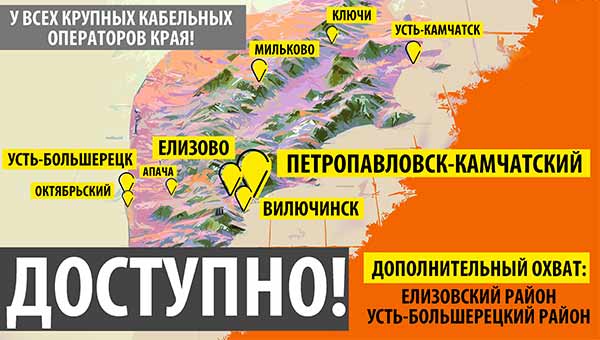 У ВСЕХ КРУПНЫХ КАБЕЛЬНЫХ
ОПЕРАТОРОВ КРАЯ!
КЛЮЧИ
УСТЬ-КАМЧАТСК
МИЛЬКОВО
ЕЛИЗОВО
УСТЬ-БОЛЬШЕРЕЦК
ПЕТРОПАВЛОВСК-КАМЧАТСКИЙ
АПАЧА
ОКТЯБРЬСКИЙ
ВИЛЮЧИНСК
ДОСТУПНО!
ДОПОЛНИТЕЛЬНЫЙ ОХВАТ:
ЕЛИЗОВСКИЙ РАЙОН
УСТЬ-БОЛЬШЕРЕЦКИЙ РАЙОН